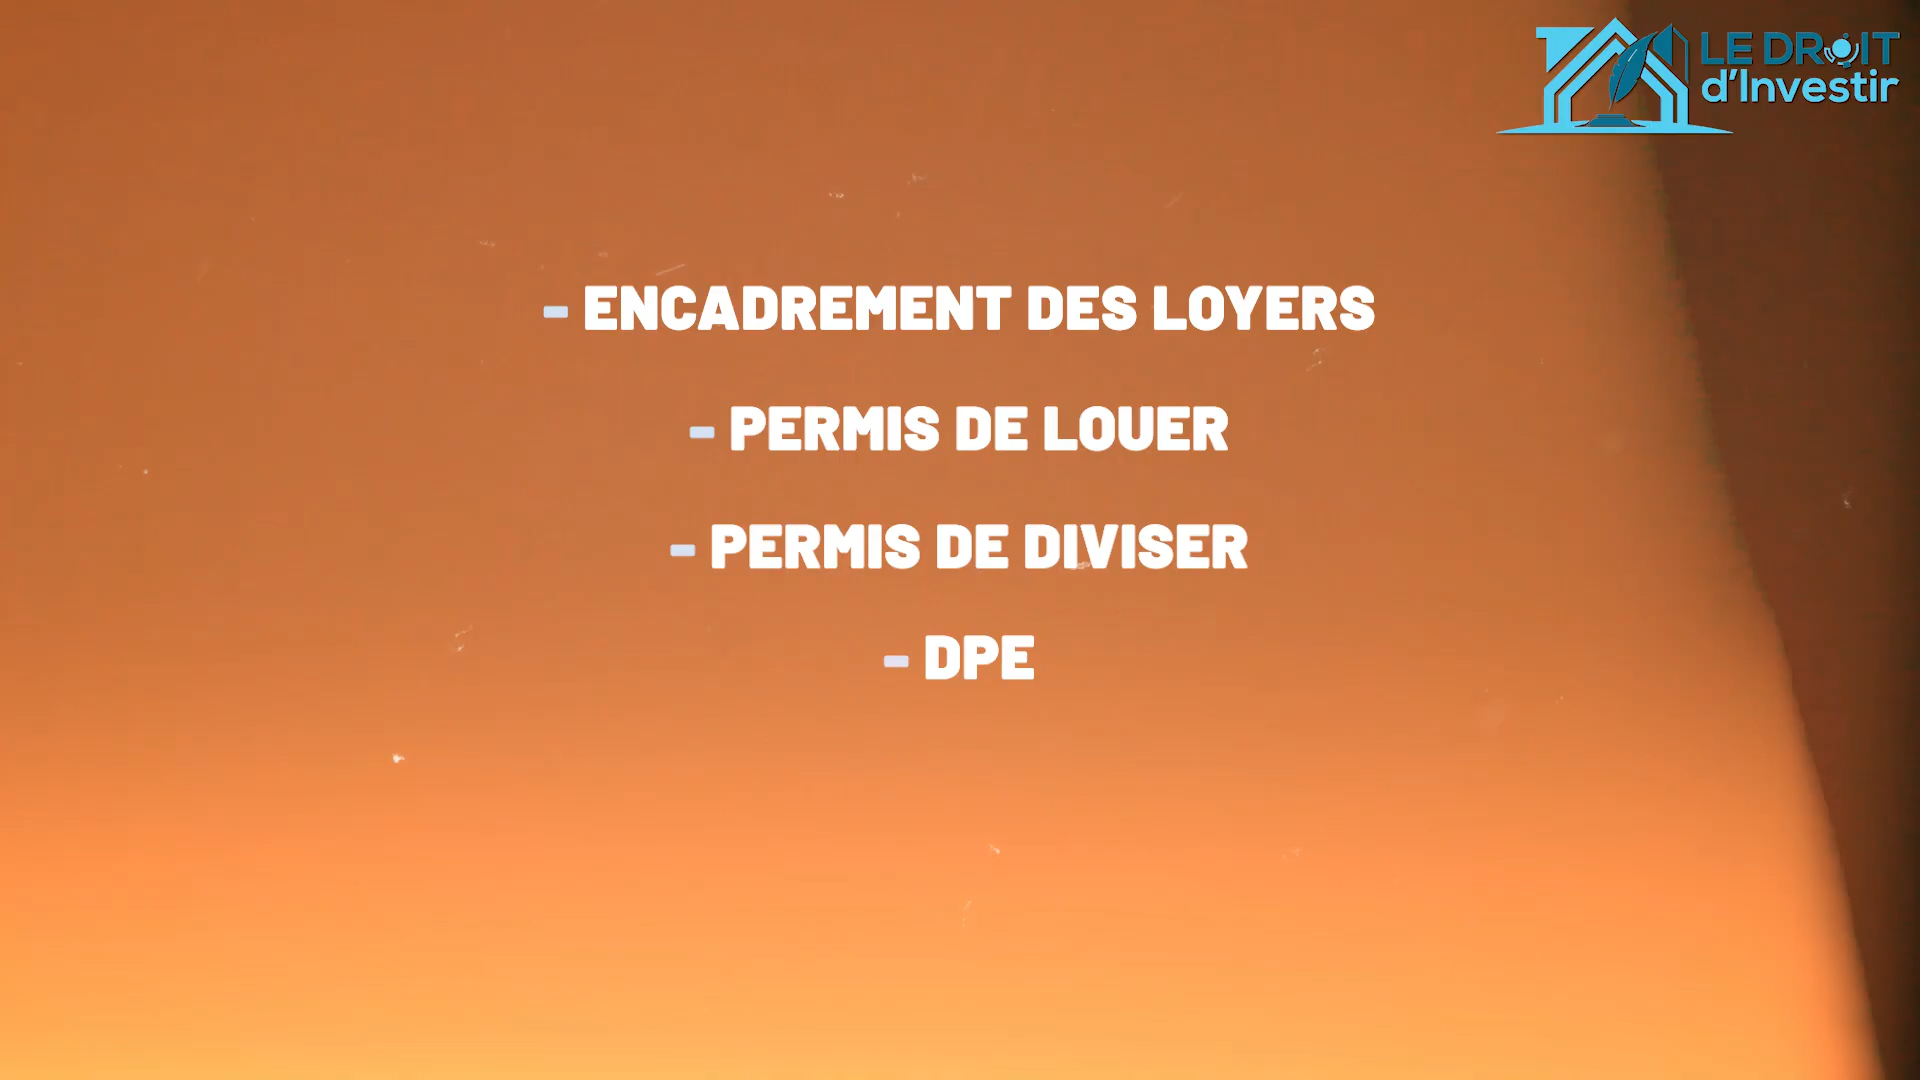 LE DROIT
d'Investir
- ENCADREMENT DES LOYERS
- PERMIS DE LOUER
- PERMIS DE DIVISER
- DPE